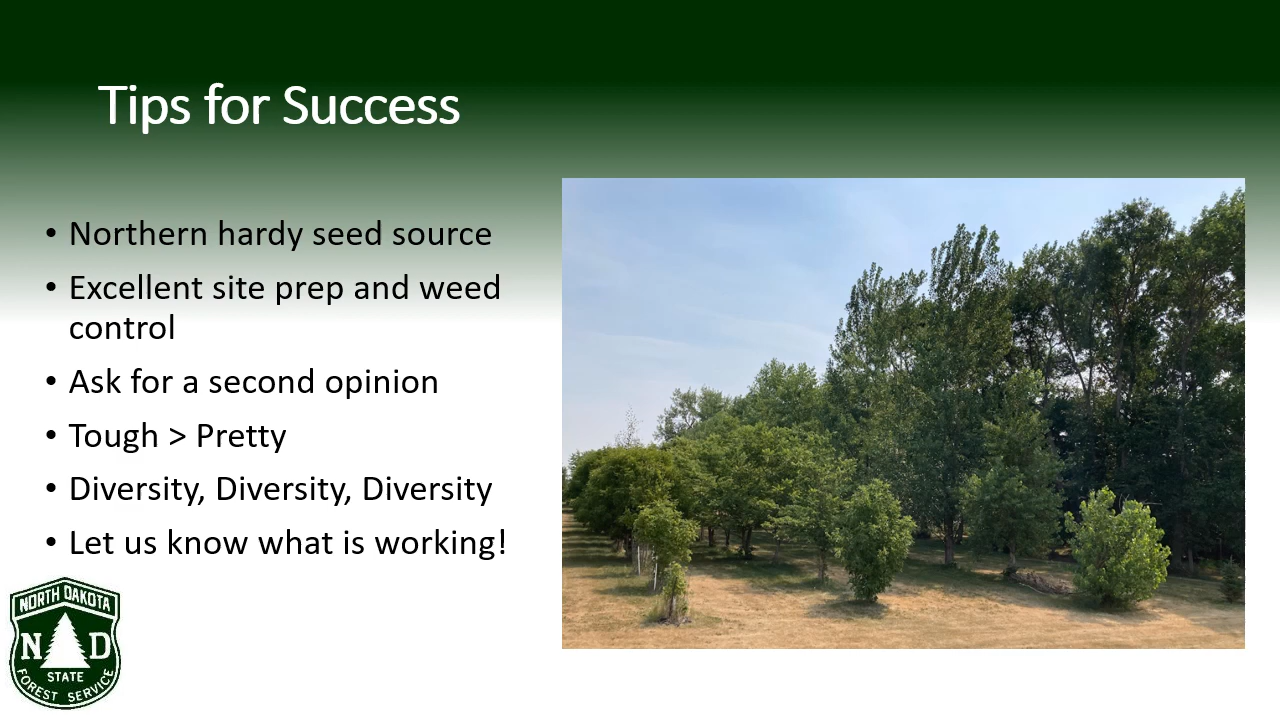 Tips for Success
• Northern hardy seed source
• Excellent site prep and weed
control
• Ask for a second opinion
• Tough > Pretty
• Diversity, Diversity, Diversity
• Let us know what is working!
NORTH DAKOTA
N D
STATE
FOREST SERVICE